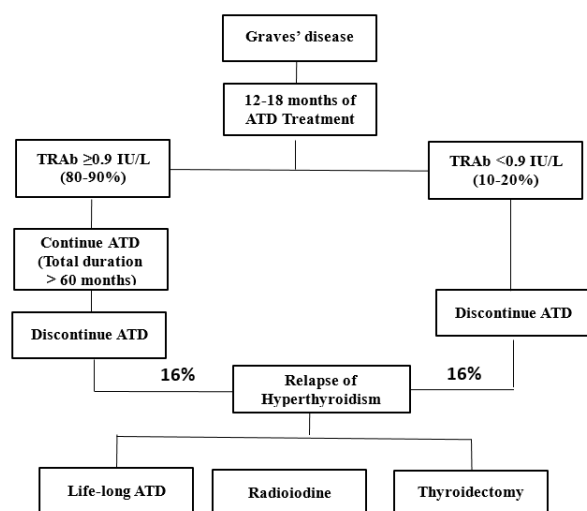 Graves’ disease
12-18 months of
ATD Treatment
TRAb ≥0.9 IU/L
(80-90%)
TRAb <0.9 IU/L
(10-20%)
Continue ATD
(Total duration
> 60 months)
Discontinue ATD
Discontinue ATD
16%
Relapse of
Hyperthyroidism
16%
Life-long ATD
Radioiodine
Thyroidectomy